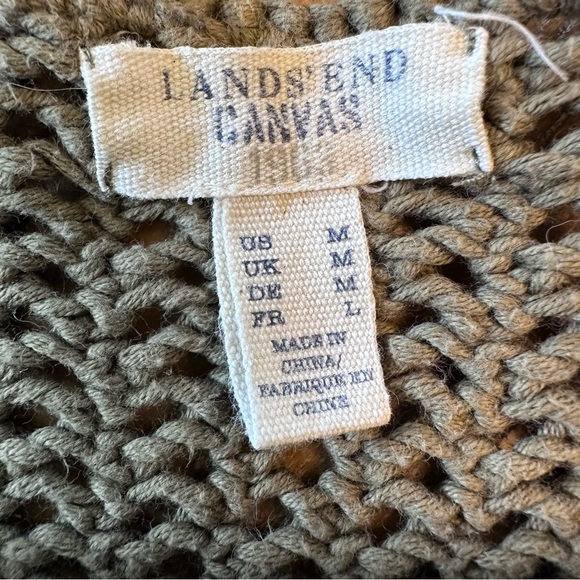 LANDS' END
CANVAS
US M
UK M
DE M
FR L
MADE IN
CHINA/
FABRIQUE EN
CHINE